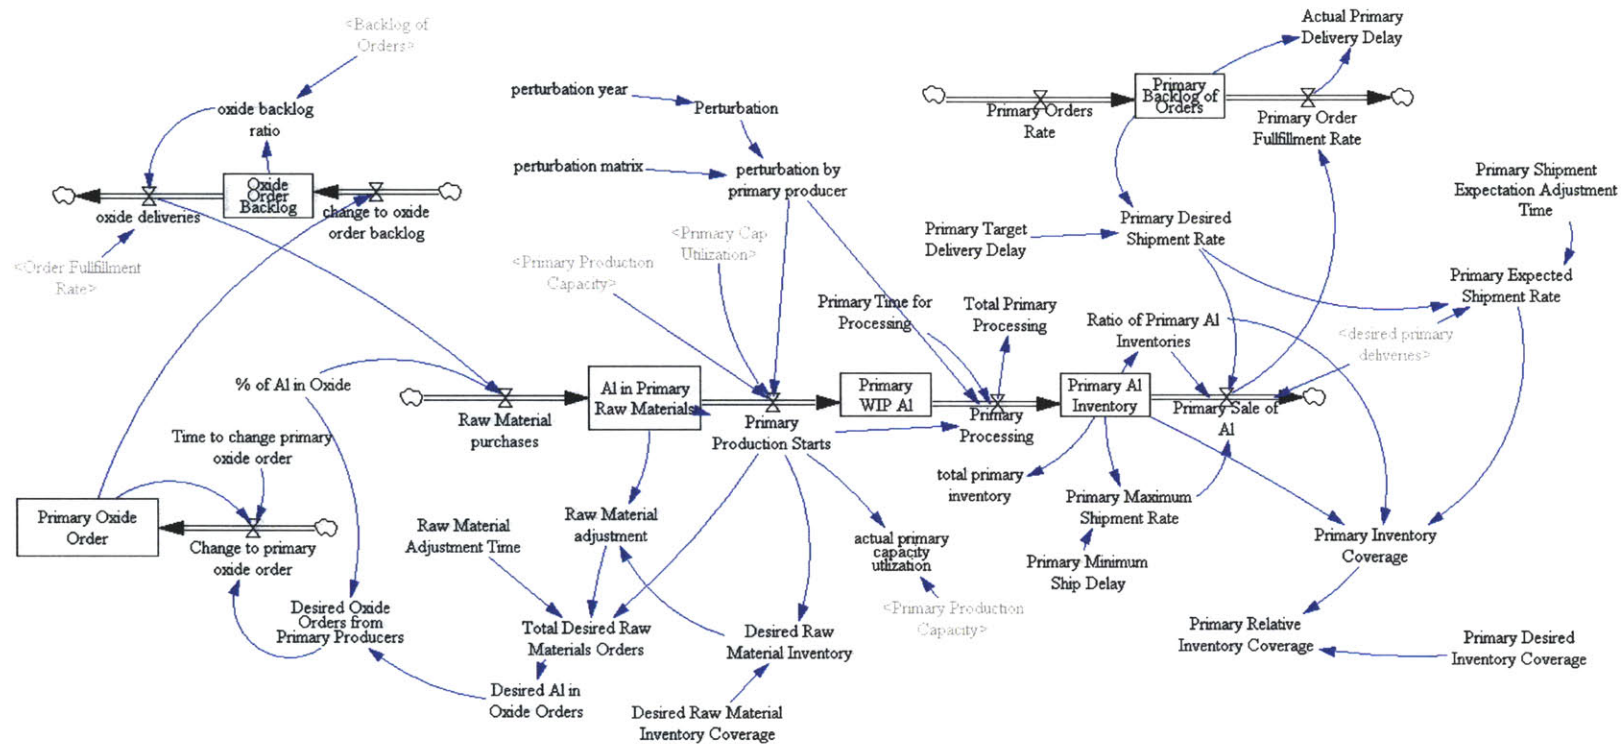 <Backlog of
Orders>
Actual Primary
Delivery Delay
perturbation year
Perturbation
oxide backlog
ratio
Primary Orders
Rate
Primary
Backlog of
Orders
Primary Order
Fullfillment Rate
perturbation matrix
perturbation by
primary producer
Primary Shipment
Expectation Adjustment
Time
oxide deliveries
Oxide
Order
Backlog
change to oxide
order backlog
<Order Fullfillment
Rate>
<Primary Production
Capacity>
<Primary Cap
Utilization>
Primary Target
Delivery Delay
Primary Desired
Shipment Rate
Primary Expected
Shipment Rate
Primary Time for
Processing
Total Primary
Processing
Ratio of Primary Al
Inventories
<desired primary
deliveries>
% of Al in Oxide
Raw Material
purchases
Al in Primary
Raw Materials
Primary
Production Starts
Primary
WIP Al
Primary
Processing
Primary Al
Inventory
Primary Sale of
Al
Time to change primary
oxide order
total primary
inventory
Primary Maximum
Shipment Rate
Primary Oxide
Order
Change to primary
oxide order
Raw Material
Adjustment Time
Raw Material
adjustment
actual primary
capacity
utlization
Primary Minimum
Ship Delay
Primary Inventory
Coverage
Desired Oxide
Orders from
Primary Producers
Total Desired Raw
Materials Orders
Desired Raw
Material Inventory
<Primary Production
Capacity>
Primary Relative
Inventory Coverage
Primary Desired
Inventory Coverage
Desired Al in
Oxide Orders
Desired Raw Material
Inventory Coverage